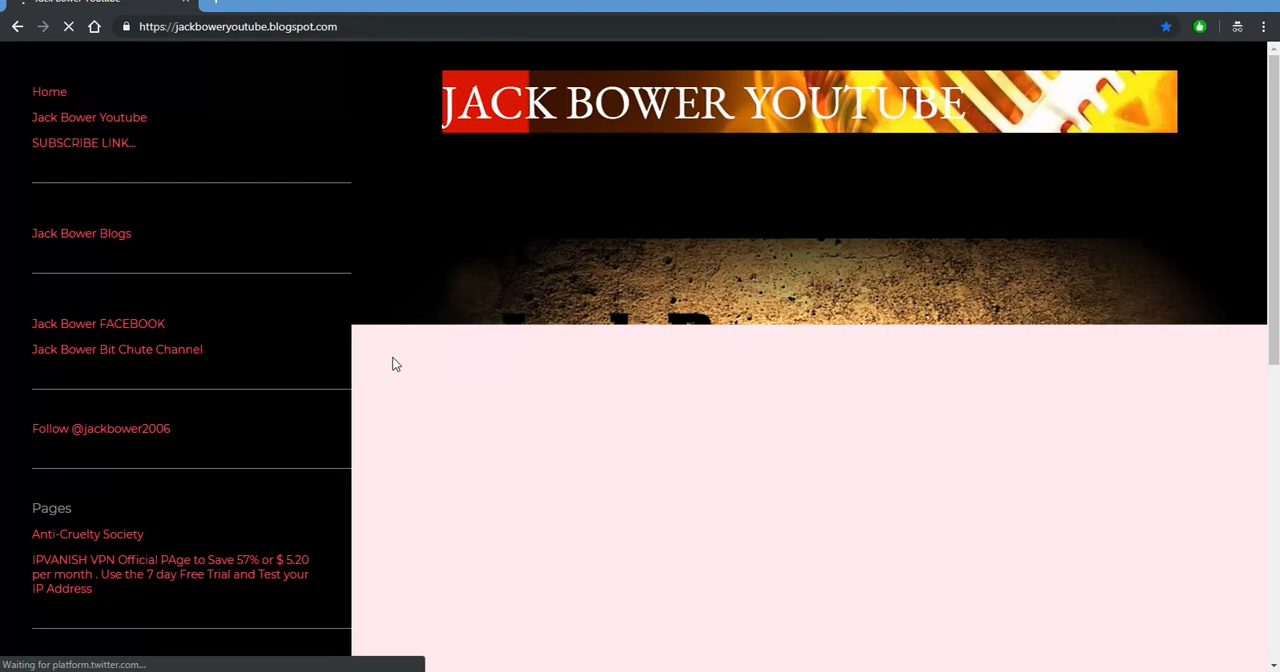 Jack Bower Youtube
https://jackboweryoutube.blogspot.com
JACK BOWER YOUTUBE
Home
Jack Bower Youtube
SUBSCRIBE LINK...
Jack Bower Blogs
Jack Bower FACEBOOK
Jack Bower Bit Chute Channel
Follow @jackbower2006
Pages
Anti-Cruelty Society
IPVANISH VPN Official PAge to Save 57% or $ 5.20
per month . Use the 7 day Free Trial and Test your
IP Address
Waiting for platform.twitter.com...